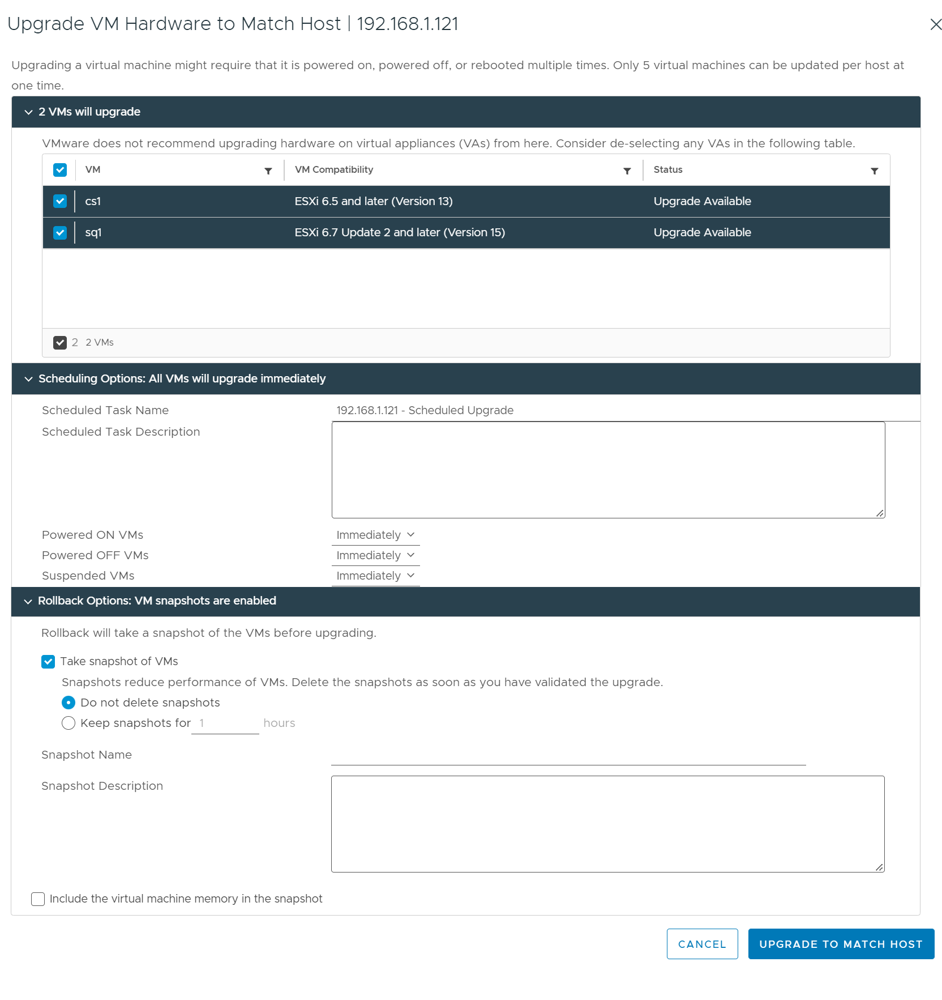 Upgrade VM Hardware to Match Host | 192.168.1.121
Upgrading a virtual machine might require that it is powered on, powered off, or rebooted multiple times. Only 5 virtual machines can be updated per host at
one time.
2 VMs will upgrade
VMware does not recommend upgrading hardware on virtual appliances (VAs) from here. Consider de-selecting any VAs in the following table.
VM VM Compatibility Status
cs1 ESXi 6.5 and later (Version 13) Upgrade Available
sq1 ESXi 6.7 Update 2 and later (Version 15) Upgrade Available
2 2 VMs
Scheduling Options: All VMs will upgrade immediately
Scheduled Task Name 192.168.1.121 - Scheduled Upgrade
Scheduled Task Description
Powered ON VMs Immediately
Powered OFF VMs Immediately
Suspended VMs Immediately
Rollback Options: VM snapshots are enabled
Rollback will take a snapshot of the VMs before upgrading.
Take snapshot of VMs
Snapshots reduce performance of VMs. Delete the snapshots as soon as you have validated the upgrade.
Do not delete snapshots
Keep snapshots for 1 hours
Snapshot Name
Snapshot Description
Include the virtual machine memory in the snapshot
CANCEL UPGRADE TO MATCH HOST